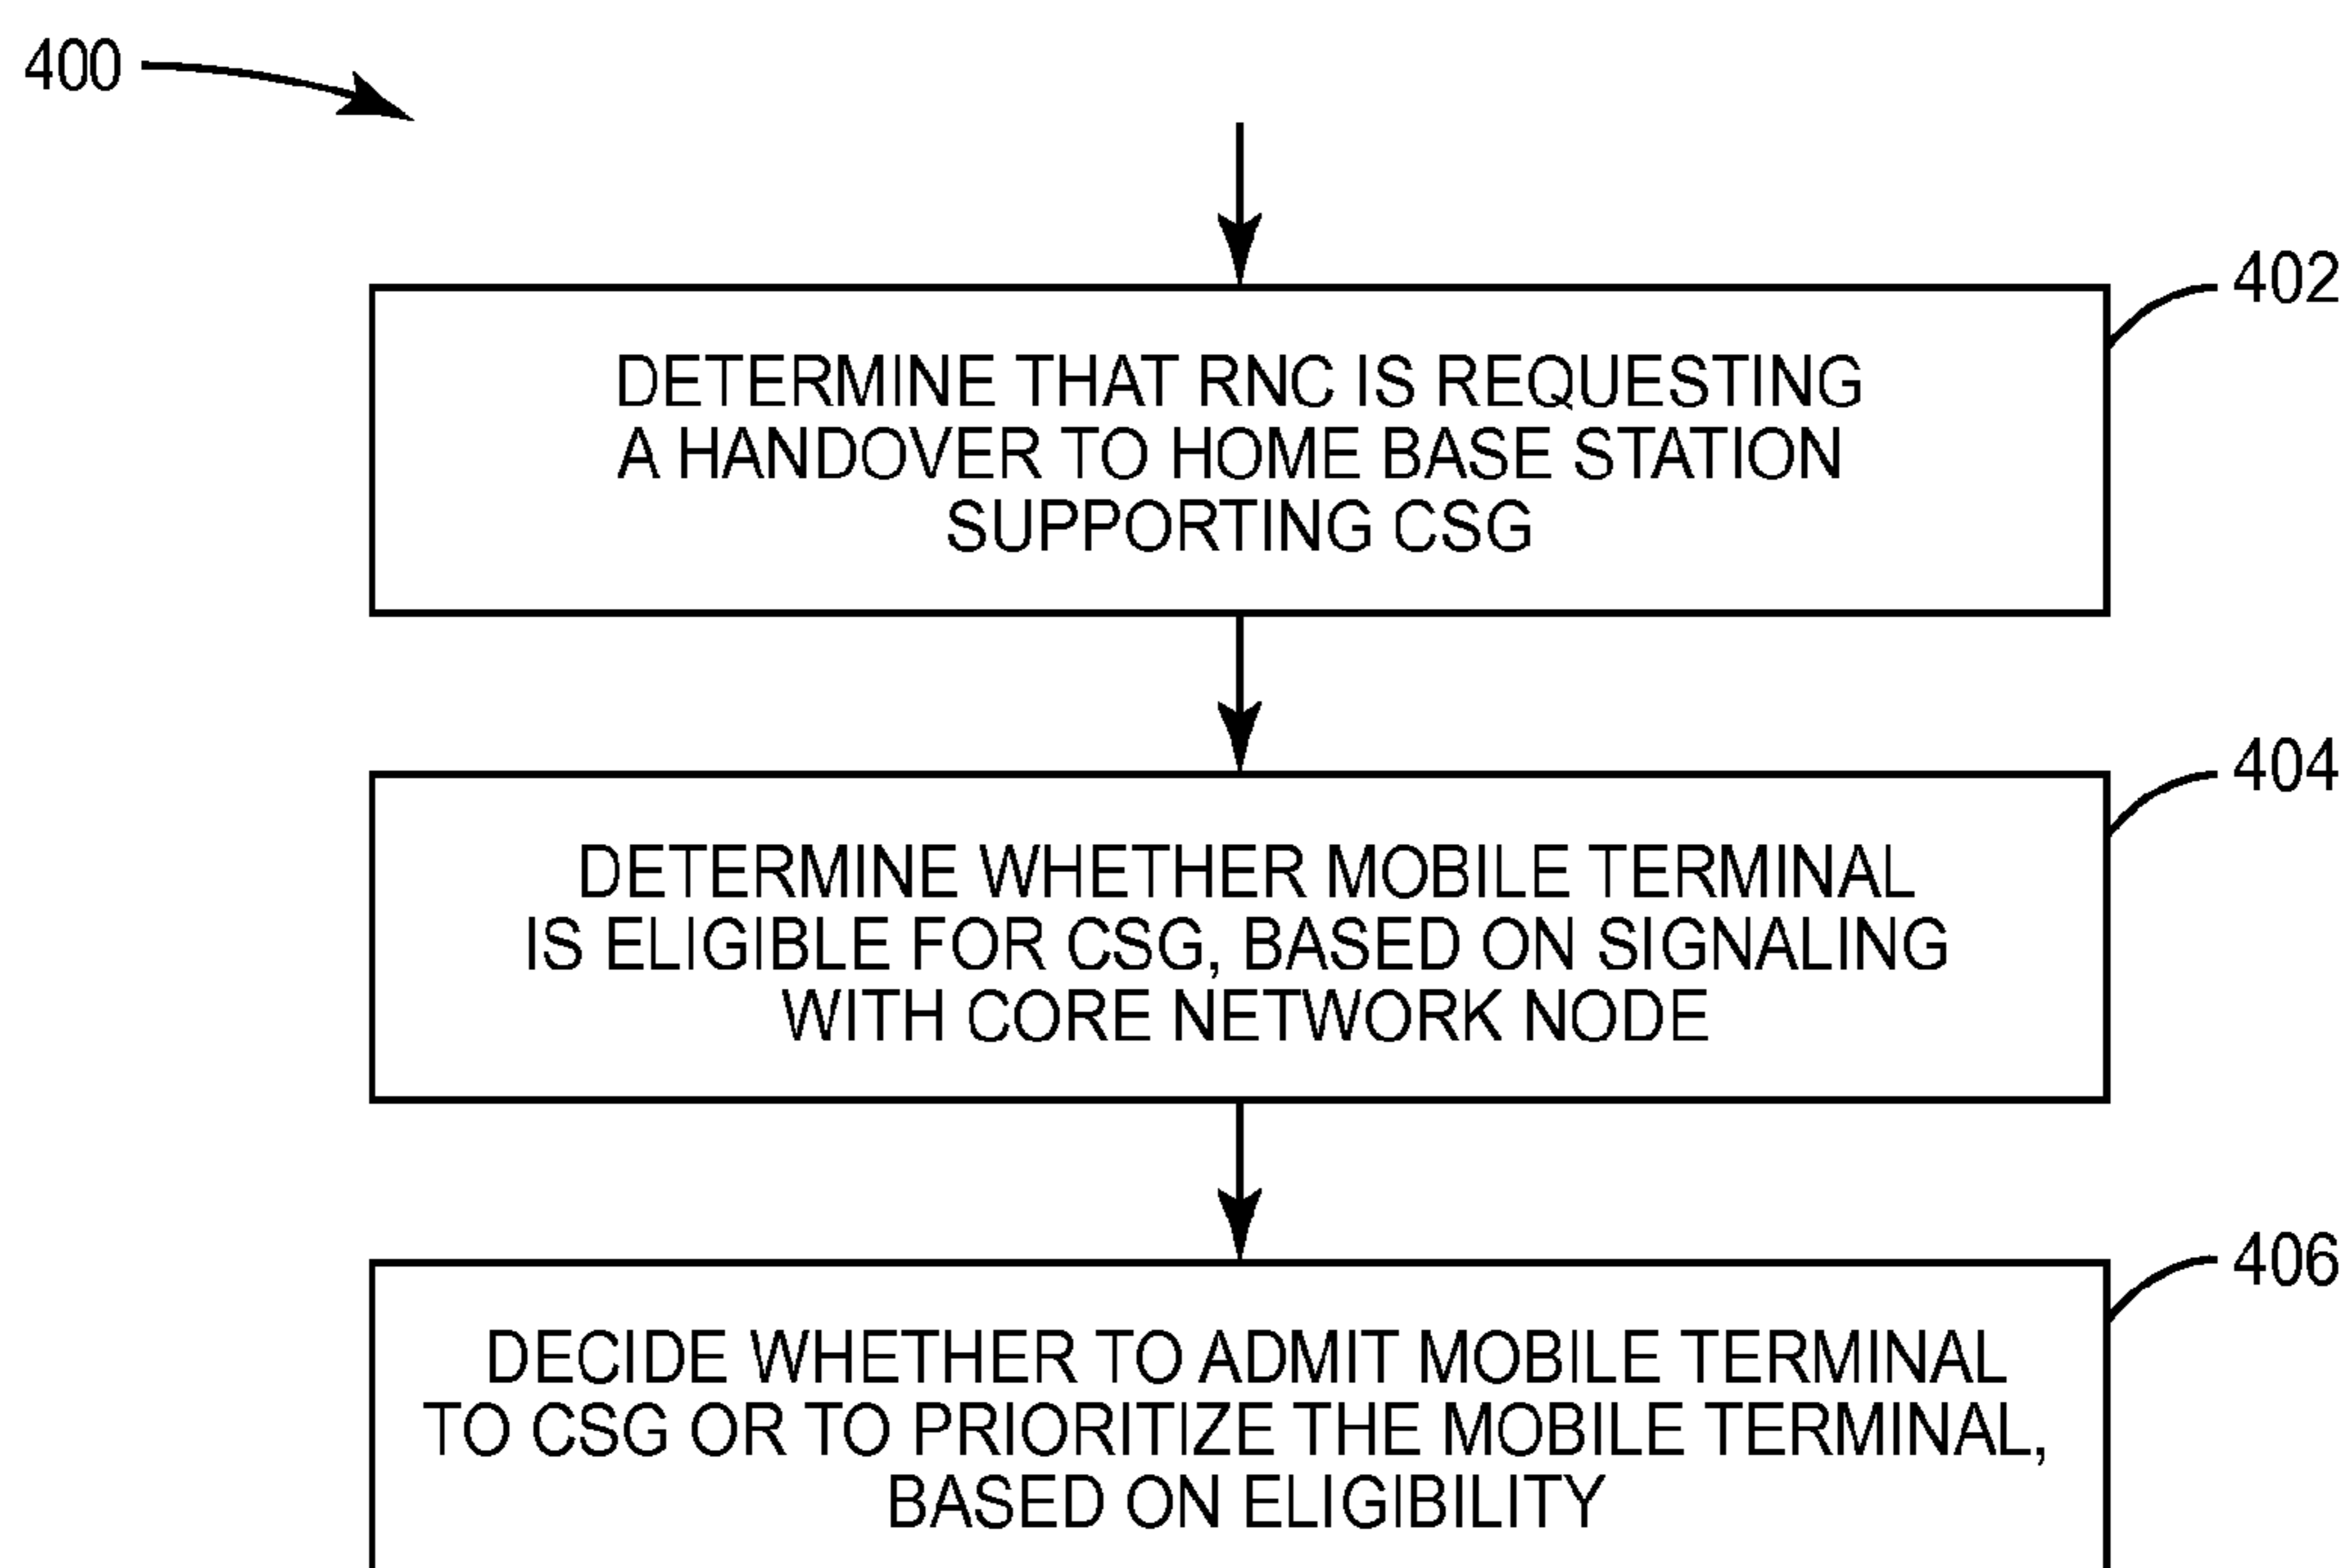 400
402
DETERMINE THAT RNC IS REQUESTING
A HANDOVER TO HOME BASE STATION
SUPPORTING CSG
404
DETERMINE WHETHER MOBILE TERMINAL
IS ELIGIBLE FOR CSG, BASED ON SIGNALING
WITH CORE NETWORK NODE
406
DECIDE WHETHER TO ADMIT MOBILE TERMINAL
TO CSG OR TO PRIORITIZE THE MOBILE TERMINAL,
BASED ON ELIGIBILITY